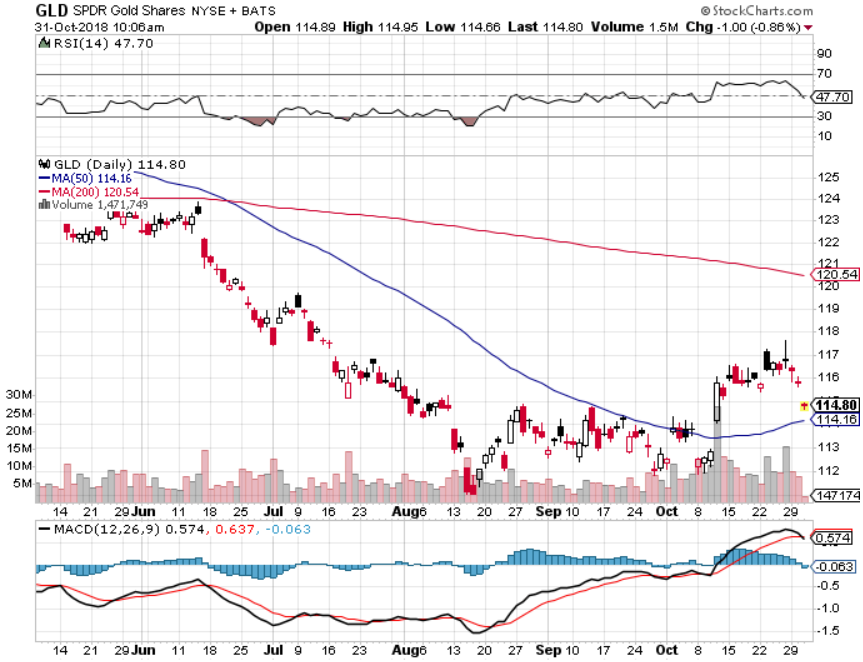 GLD SPDR Gold Shares NYSE + BATS © StockCharts.com
31-Oct-2018 10:06am Open 114.89 High 114.95 Low 114.66 Last 114.80 Volume 1.5M Chg -1.00 (-0.86%)
RSI(14) 47.70
90
70
47.70
30
10
GLD (Daily) 114.80
MA(50) 114.16
MA(200) 120.54
Volume 1,471,749
125
124
123
122
121
120.54
120
119
118
117
116
114.80
114.16
113
112
147174
30M
25M
20M
15M
10M
5M
14 21 29 Jun 11 18 25 Jul 9 16 23 Aug 6 13 20 27 Sep 10 17 24 Oct 8 15 22 29
MACD(12,26,9) 0.574, 0.637, -0.063
0.574
-0.063
-0.5
-1.0
-1.5
14 21 29 Jun 11 18 25 Jul 9 16 23 Aug 6 13 20 27 Sep 10 17 24 Oct 8 15 22 29